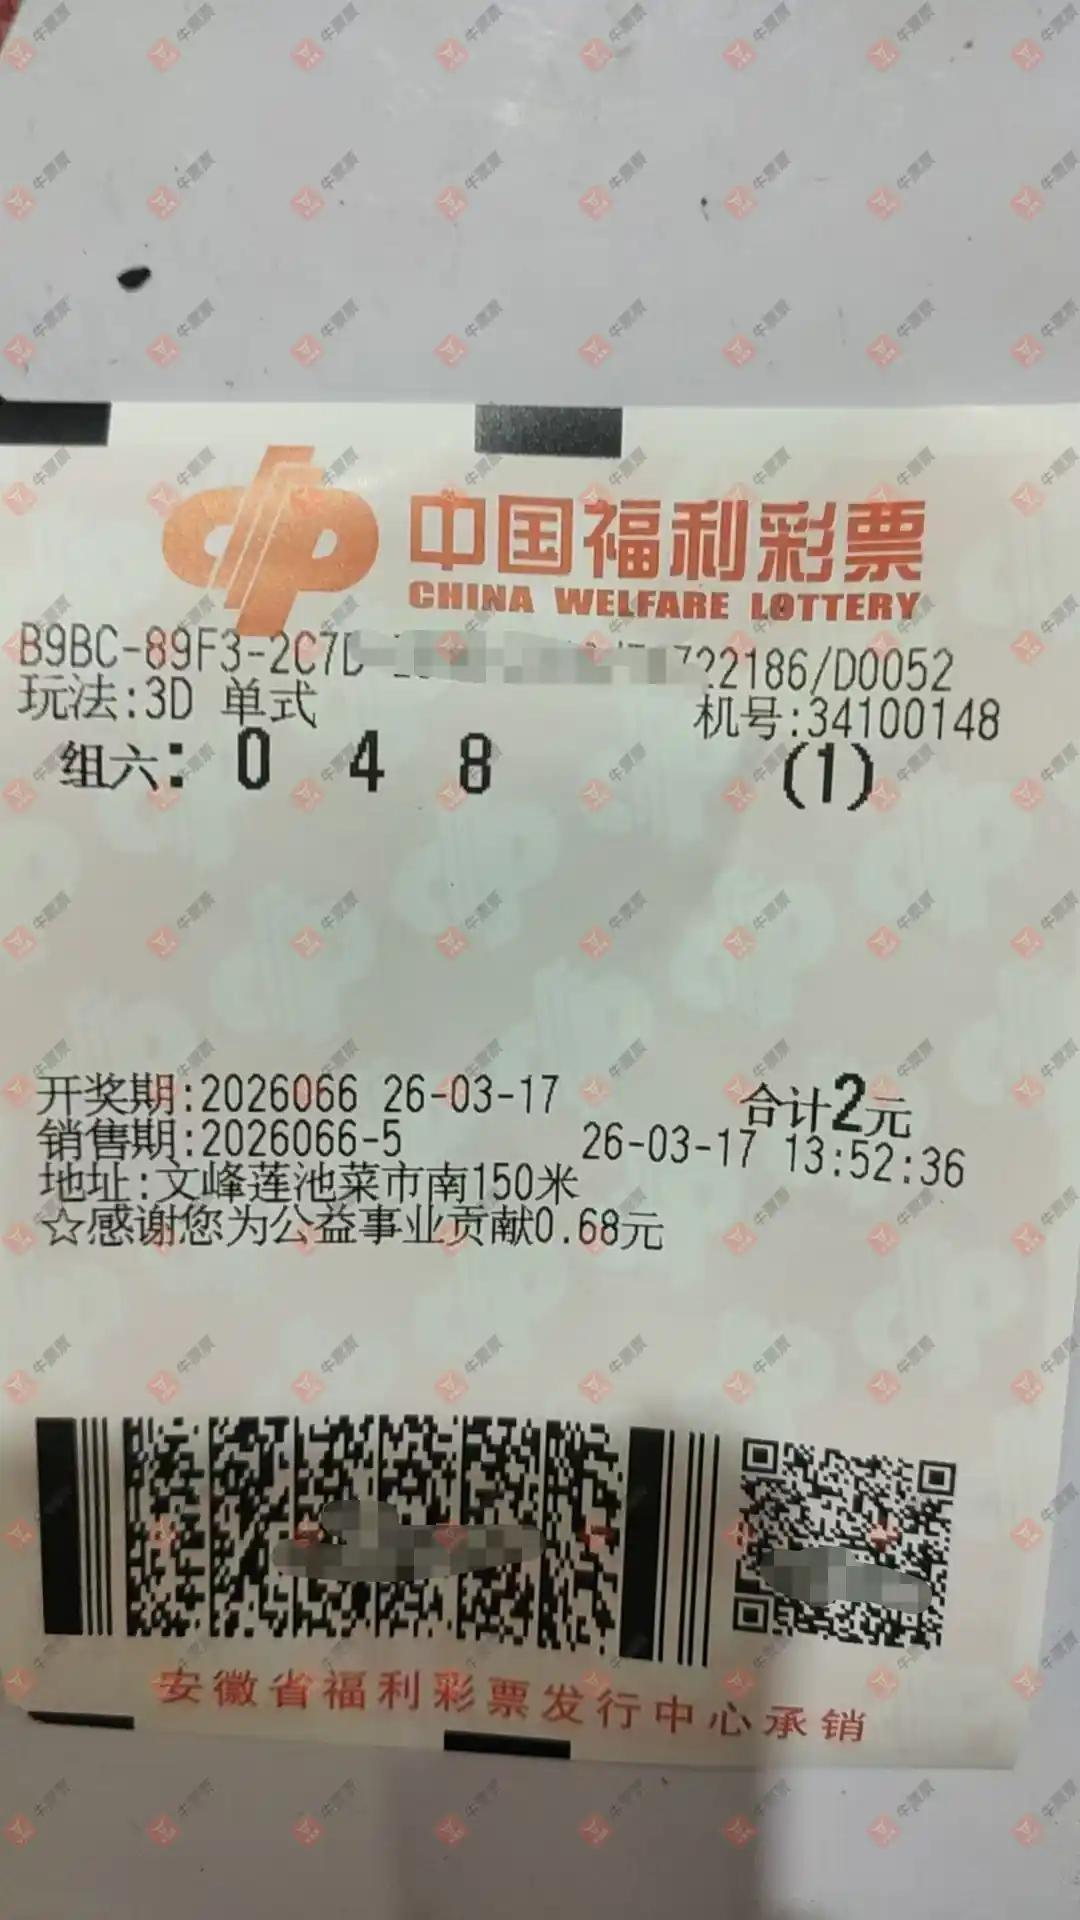 中国福利彩票
CHINA WELFARE LOTTERY
B9BC-89F3-2C7D 722186/D0052
玩法:3D 单式
机号:34100148
组六: 0 4 8 (1)
开奖期:2026066 26-03-17
合计2元
销售期:2026066-5 26-03-17 13:52:36
地址:文峰莲池菜市南150米
☆感谢您为公益事业贡献0.68元
安徽省福利彩票发行中心承销
牛票票